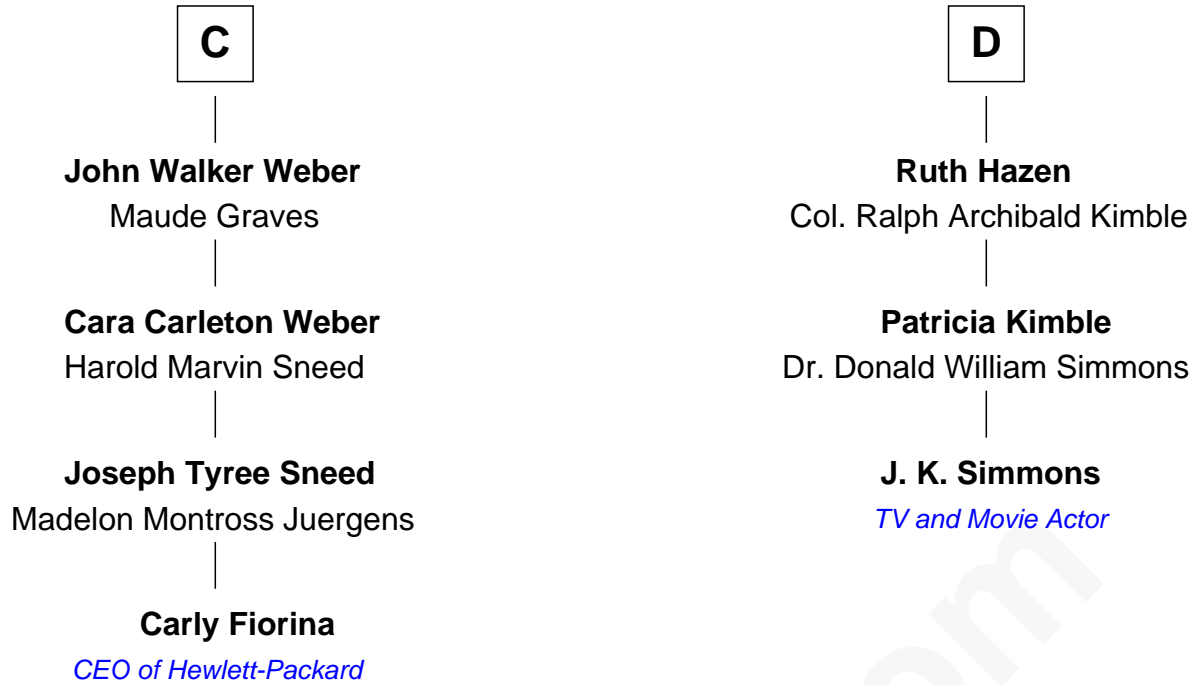 C
John Walker Weber
Maude Graves
Cara Carleton Weber
Harold Marvin Sneed
Joseph Tyree Sneed
Madelon Montross Juergens
Carly Fiorina
CEO of Hewlett-Packard
D
Ruth Hazen
Col. Ralph Archibald Kimble
Patricia Kimble
Dr. Donald William Simmons
J. K. Simmons
TV and Movie Actor
om